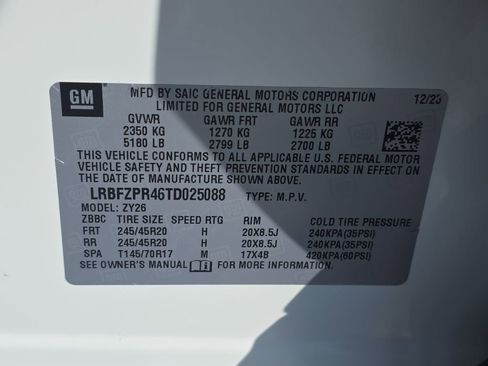 GM
MFD BY SAIC GENERAL MOTORS CORPORATION 12/23
LIMITED FOR GENERAL MOTORS LLC
GVWR GAWR FRT GAWR RR
2350 KG 1270 KG 1225 KG
5180 LB 2799 LB 2700 LB
THIS VEHICLE CONFORMS TO ALL APPLICABLE U.S. FEDERAL MOTOR
VEHICLE SAFETY AND THEFT PREVENTION STANDARDS IN EFFECT ON
THE DATE OF MANUFACTURE SHOWN ABOVE.
LRBFZPR46TD025088 TYPE: M.P.V.
MODEL: ZY26
ZBBC TIRE SIZE SPEED RTG RIM COLD TIRE PRESSURE
FRT 245/45R20 H 20X8.5J 240KPA(35PSI)
RR 245/45R20 H 20X8.5J 240KPA(35PSI)
SPA T145/70R17 M 17X4B 420KPA(60PSI)
SEE OWNER'S MANUAL FOR MORE INFORMATION.